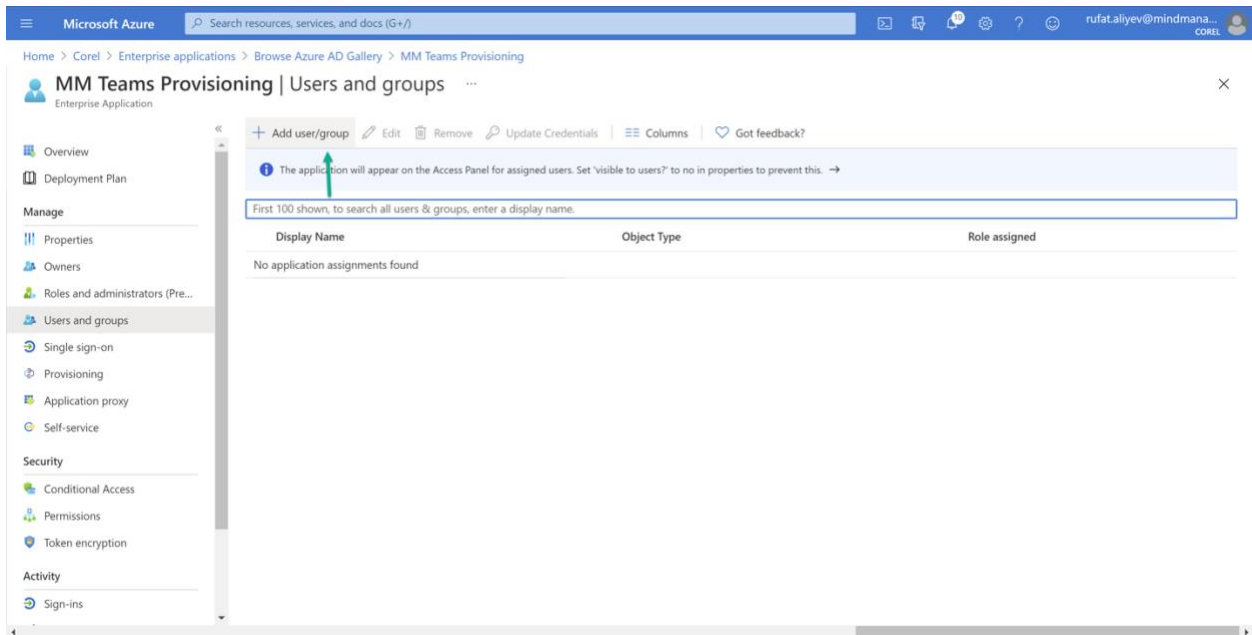 Microsoft Azure
Search resources, services, and docs (G+/)
10
rufat.aliyev@mindmana...
COREL
Home > Corel > Enterprise applications > Browse Azure AD Gallery > MM Teams Provisioning
MM Teams Provisioning | Users and groups ...
Enterprise Application
Overview
Deployment Plan
Manage
Properties
Owners
Roles and administrators (Pre...
Users and groups
Single sign-on
Provisioning
Application proxy
Self-service
Security
Conditional Access
Permissions
Token encryption
Activity
Sign-ins
+ Add user/group Edit Remove Update Credentials | Columns | Got feedback?
The application will appear on the Access Panel for assigned users. Set 'visible to users?' to no in properties to prevent this. →
First 100 shown, to search all users & groups, enter a display name.
Display Name Object Type Role assigned
No application assignments found